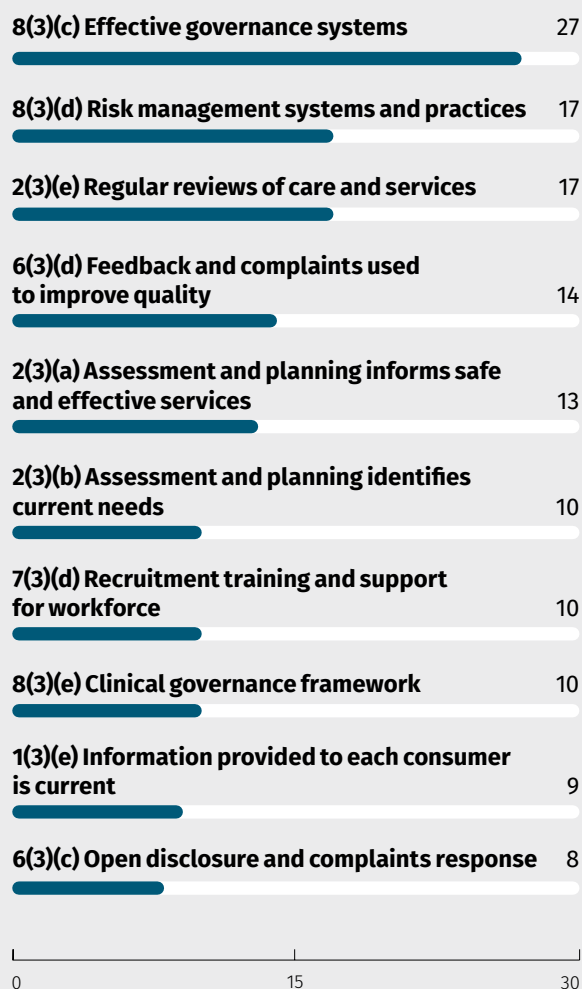 8(3)(c) Effective governance systems 27
8(3)(d) Risk management systems and practices 17
2(3)(e) Regular reviews of care and services 17
6(3)(d) Feedback and complaints used
to improve quality 14
2(3)(a) Assessment and planning informs safe
and effective services 13
2(3)(b) Assessment and planning identifies
current needs 10
7(3)(d) Recruitment training and support
for workforce 10
8(3)(e) Clinical governance framework 10
1(3)(e) Information provided to each consumer
is current 9
6(3)(c) Open disclosure and complaints response 8
0 15 30